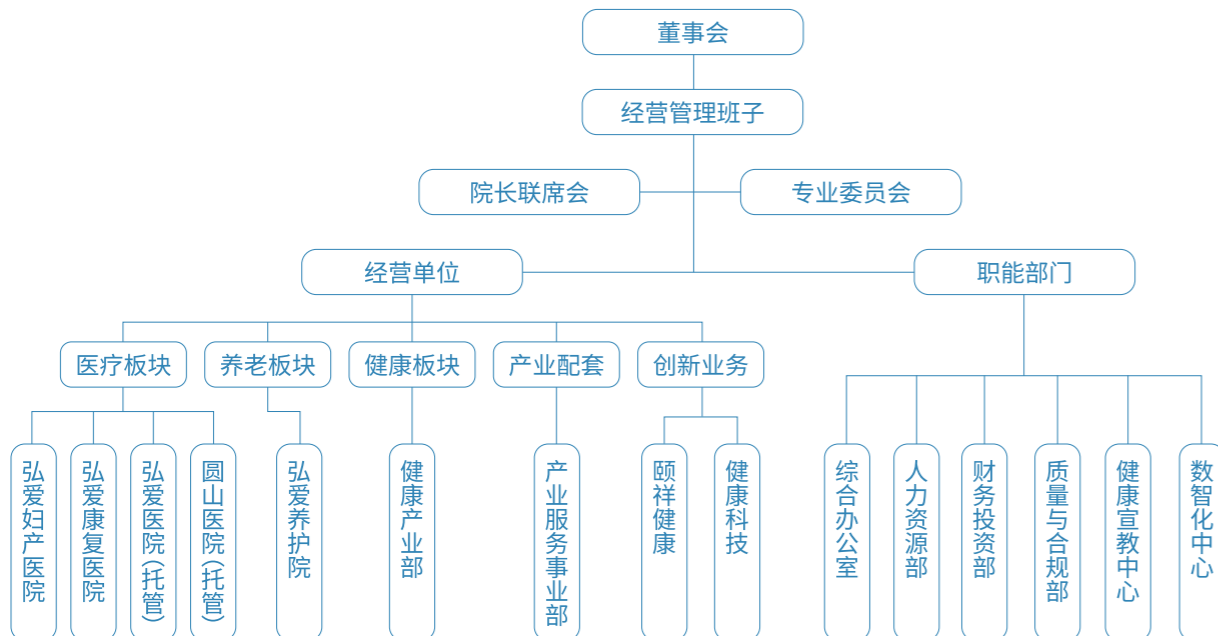 董事会
经营管理班子
院长联席会
专业委员会
经营单位
职能部门
医疗板块
养老板块
健康板块
产业配套
创新业务
弘爱妇产医院
弘爱康复医院
弘爱医院(托管)
圆山医院(托管)
弘爱养护院
健康产业部
产业服务事业部
颐祥健康
健康科技
综合办公室
人力资源部
财务投资部
质量与合规部
健康宣教中心
数智化中心